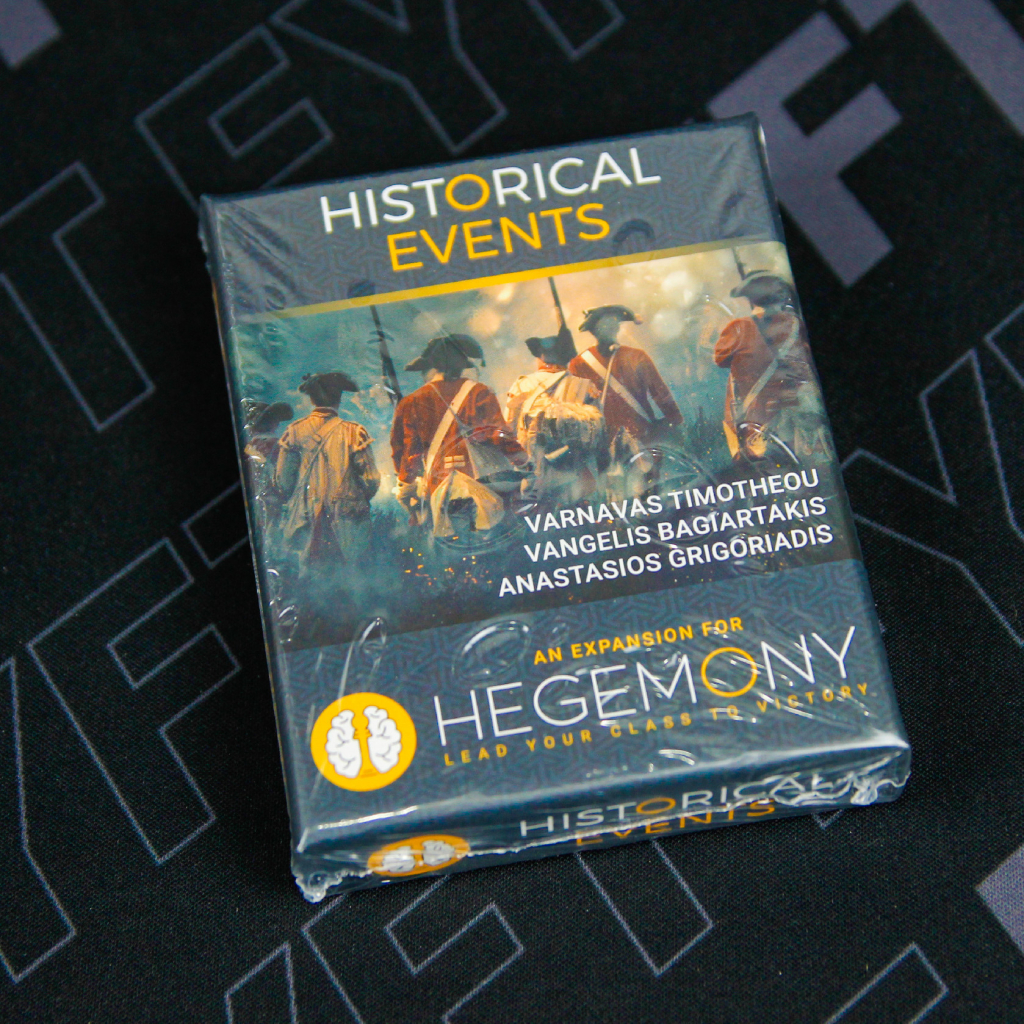 HISTORICAL
EVENTS
VARNAVAS TIMOTHEOU
VANGELIS BAGIARTAKIS
ANASTASIOS GRIGORIADIS
AN EXPANSION FOR
HEGEMONY
LEAD YOUR CLASS TO VICTORY
HISTORICAL
EVENTS